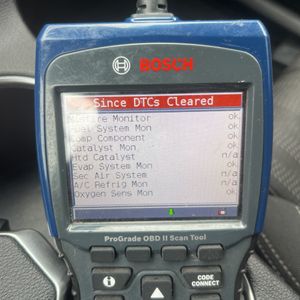 BOSCH
Since DTCs Cleared
Misfire Monitor ok
Fuel System Mon ok
Comp Component ok
Catalyst Mon ok
Htd Catalyst n/a
Evap System Mon ok
Sec Air System n/a
A/C Refrig Mon n/a
Oxygen Sens Mon ok
ProGrade OBD II Scan Tool
i
CODE
CONNECT